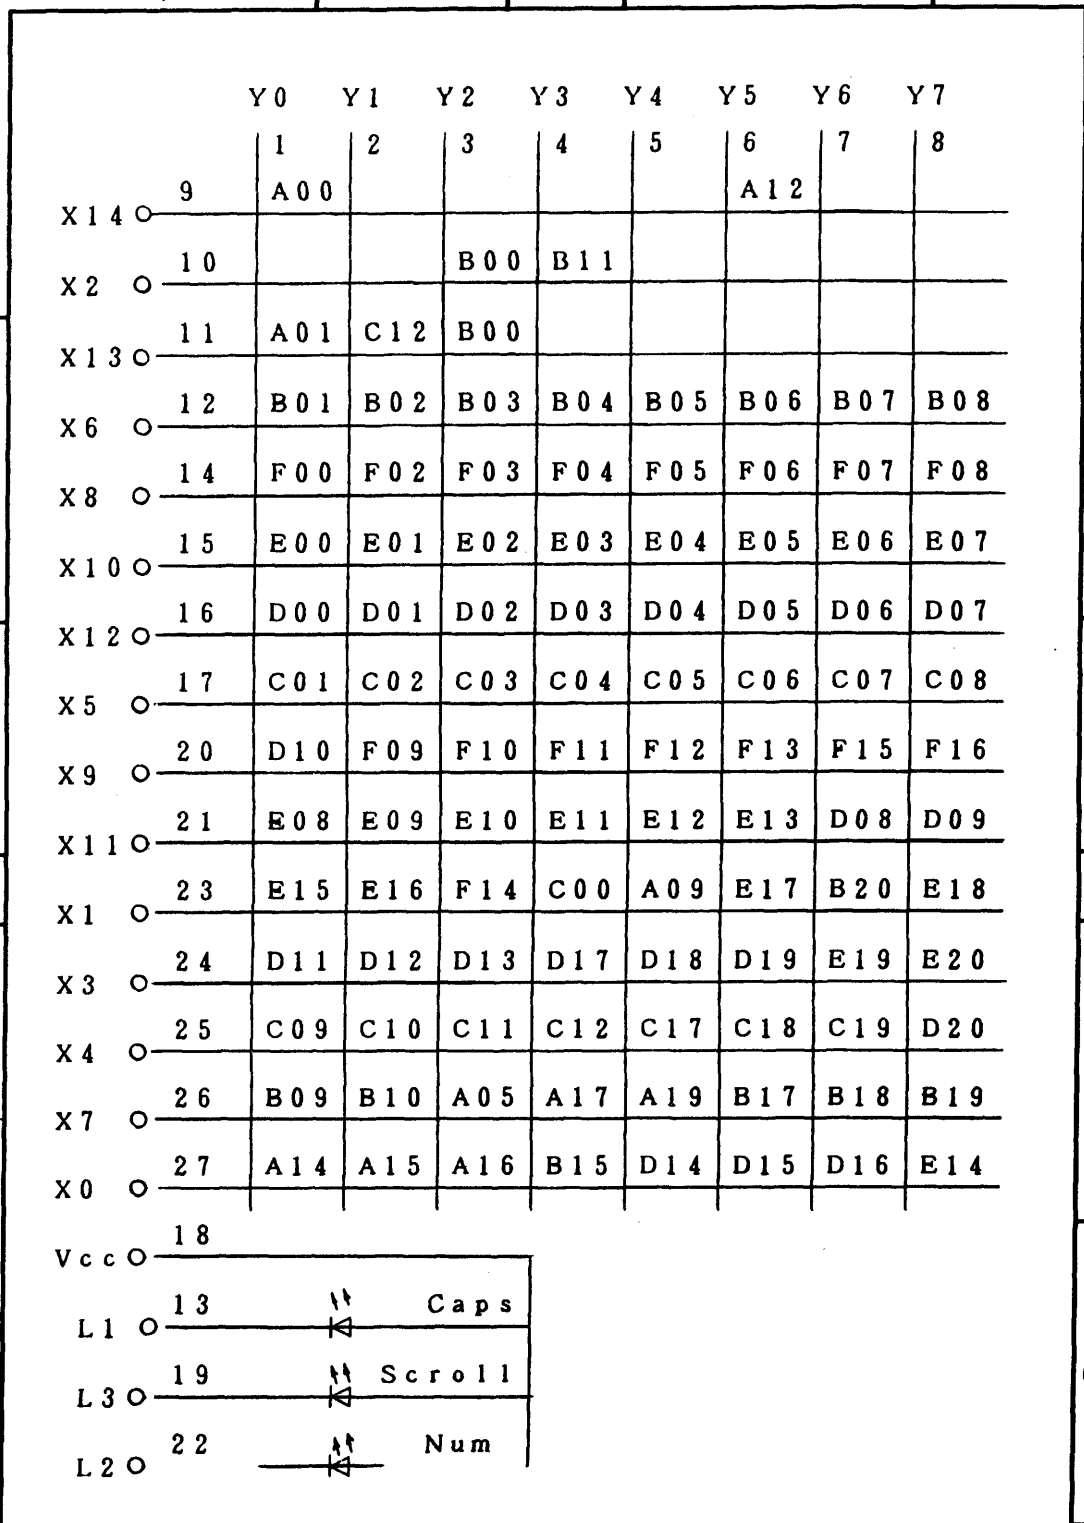 Y0 Y1 Y2 Y3 Y4 Y5 Y6 Y7
1 2 3 4 5 6 7 8
9 A00 A12
X14
10 B00 B11
X2
11 A01 C12 B00
X13
12 B01 B02 B03 B04 B05 B06 B07 B08
X6
14 F00 F02 F03 F04 F05 F06 F07 F08
X8
15 E00 E01 E02 E03 E04 E05 E06 E07
X10
16 D00 D01 D02 D03 D04 D05 D06 D07
X12
17 C01 C02 C03 C04 C05 C06 C07 C08
X5
20 D10 F09 F10 F11 F12 F13 F15 F16
X9
21 E08 E09 E10 E11 E12 E13 D08 D09
X11
23 E15 E16 F14 C00 A09 E17 B20 E18
X1
24 D11 D12 D13 D17 D18 D19 E19 E20
X3
25 C09 C10 C11 C12 C17 C18 C19 D20
X4
26 B09 B10 A05 A17 A19 B17 B18 B19
X7
27 A14 A15 A16 B15 D14 D15 D16 E14
X0
18
Vcc
13 Caps
L1
19 Scroll
L3
22 Num
L2